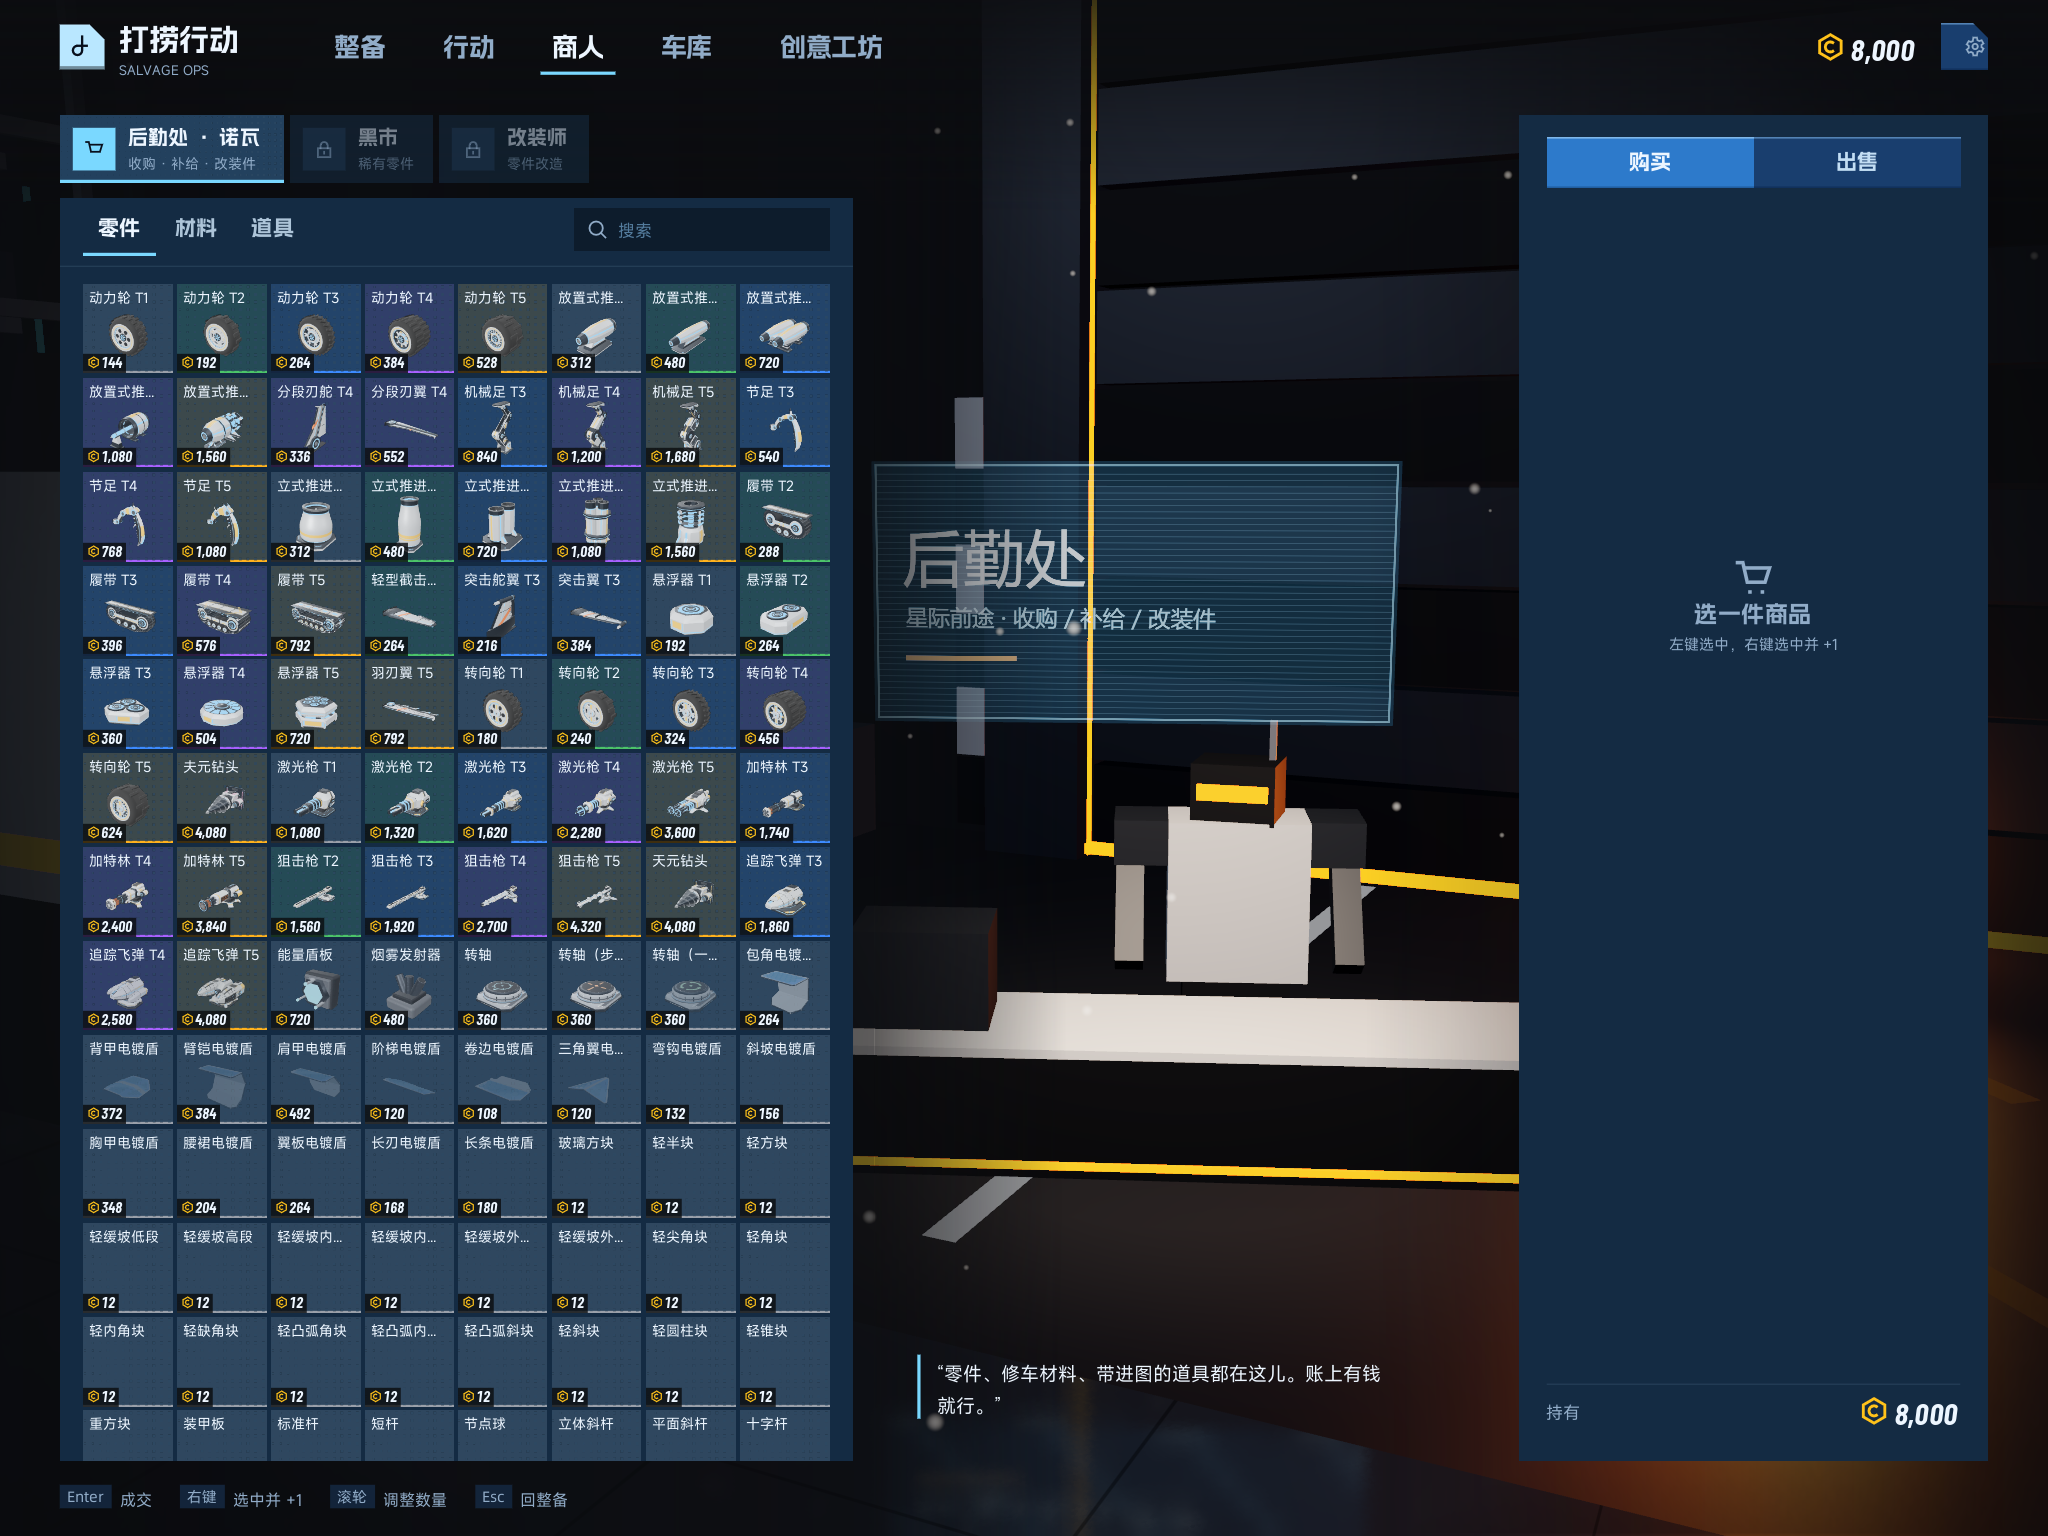 打捞行动
SALVAGE OPS
整备 行动 商人 车库 创意工坊
8,000
后勤处 · 诺瓦
收购 · 补给 · 改装件
黑市
稀有零件
改装师
零件改造
零件 材料 道具
搜索
动力轮 T1 动力轮 T2 动力轮 T3 动力轮 T4 动力轮 T5 放置式推... 放置式推... 放置式推...
144 192 264 384 528 312 480 720
放置式推... 放置式推... 分段刃舵 T4 分段刃翼 T4 机械足 T3 机械足 T4 机械足 T5 节足 T3
1,080 1,560 336 552 840 1,200 1,680 540
节足 T4 节足 T5 立式推进... 立式推进... 立式推进... 立式推进... 立式推进... 履带 T2
768 1,080 312 480 720 1,080 1,560 288
履带 T3 履带 T4 履带 T5 轻型截击... 突击舵翼 T3 突击翼 T3 悬浮器 T1 悬浮器 T2
396 576 792 264 216 384 192 264
悬浮器 T3 悬浮器 T4 悬浮器 T5 羽刃翼 T5 转向轮 T1 转向轮 T2 转向轮 T3 转向轮 T4
360 504 720 792 180 240 324 456
转向轮 T5 夫元钻头 激光枪 T1 激光枪 T2 激光枪 T3 激光枪 T4 激光枪 T5 加特林 T3
624 4,080 1,080 1,320 1,620 2,280 3,600 1,740
加特林 T4 加特林 T5 狙击枪 T2 狙击枪 T3 狙击枪 T4 狙击枪 T5 天元钻头 追踪飞弹 T3
2,400 3,840 1,560 1,920 2,700 4,320 4,080 1,860
追踪飞弹 T4 追踪飞弹 T5 能量盾板 烟雾发射器 转轴 转轴（步... 转轴（一... 包角电镀...
2,580 4,080 720 480 360 360 360 264
背甲电镀盾 臂铠电镀盾 肩甲电镀盾 阶梯电镀盾 卷边电镀盾 三角翼电... 弯钩电镀盾 斜坡电镀盾
372 384 492 120 108 120 132 156
胸甲电镀盾 腰裙电镀盾 翼板电镀盾 长刃电镀盾 长条电镀盾 玻璃方块 轻半块 轻方块
348 204 264 168 180 12 12 12
轻缓坡低段 轻缓坡高段 轻缓坡内... 轻缓坡内... 轻缓坡外... 轻缓坡外... 轻尖角块 轻角块
12 12 12 12 12 12 12 12
轻内角块 轻缺角块 轻凸弧角块 轻凸弧内... 轻凸弧斜块 轻斜块 轻圆柱块 轻锥块
12 12 12 12 12 12 12 12
重方块 装甲板 标准杆 短杆 节点球 立体斜杆 平面斜杆 十字杆
后勤处
星际前途 · 收购 / 补给 / 改装件
“零件、修车材料、带进图的道具都在这儿。账上有钱
就行。”
购买 出售
选一件商品
左键选中，右键选中并 +1
持有 8,000
Enter 成交 右键 选中并 +1 滚轮 调整数量 Esc 回整备